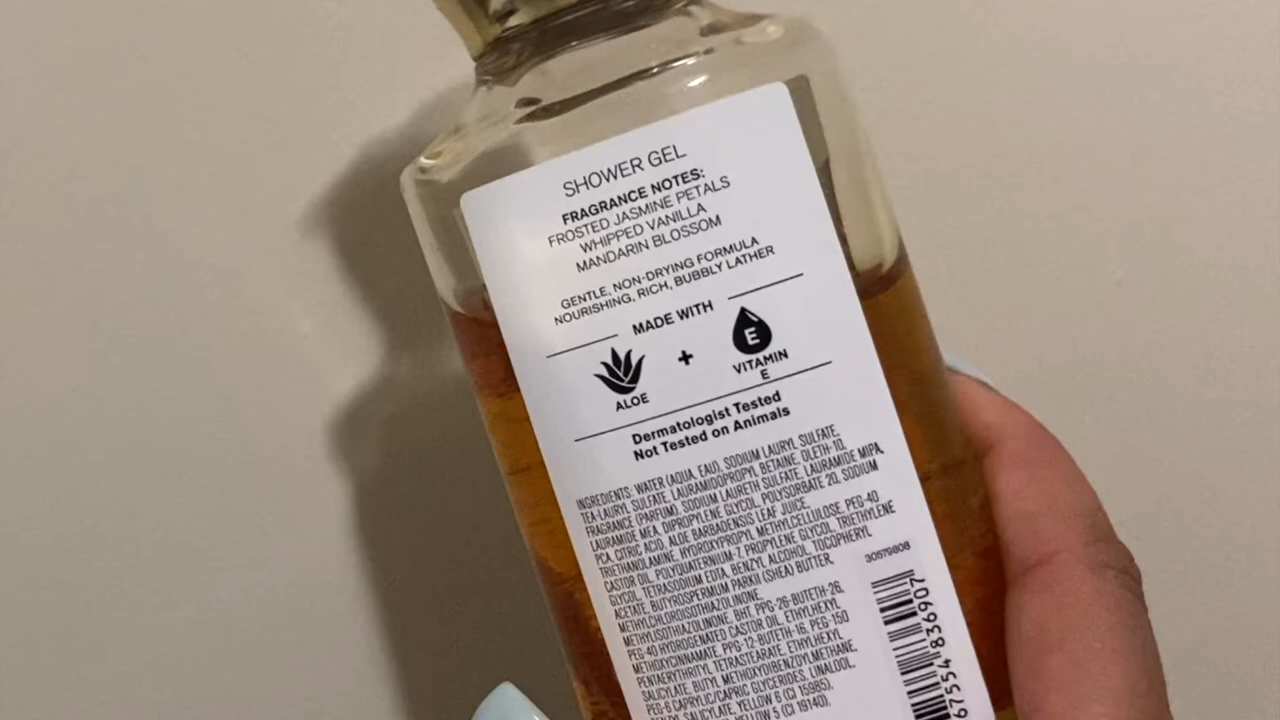 SHOWER GEL
FRAGRANCE NOTES:
FROSTED JASMINE PETALS
WHIPPED VANILLA
MANDARIN BLOSSOM
GENTLE, NON-DRYING FORMULA
NOURISHING, RICH, BUBBLY LATHER
MADE WITH
ALOE
+
E
VITAMIN
E
Dermatologist Tested
Not Tested on Animals
INGREDIENTS: WATER (AQUA, EAU), SODIUM LAURYL SULFATE,
TEA-LAURYL SULFATE, LAURAMIDOPROPYL BETAINE, OLETH-10,
FRAGRANCE (PARFUM), SODIUM LAURETH SULFATE, LAURAMIDE MIPA,
LAURAMIDE MEA, DIPROPYLENE GLYCOL, POLYSORBATE 20, SODIUM
PCA, CITRIC ACID, ALOE BARBADENSIS LEAF JUICE,
TRIETHANOLAMINE, HYDROXYPROPYL METHYLCELLULOSE, PEG-40
CASTOR OIL, POLYQUATERNIUM-7, PROPYLENE GLYCOL, TRIETHYLENE
GLYCOL, TETRASODIUM EDTA, BENZYL ALCOHOL, TOCOPHERYL
ACETATE, BUTYROSPERMUM PARKII (SHEA) BUTTER,
METHYLCHLOROISOTHIAZOLINONE,
METHYLISOTHIAZOLINONE, BHT, PPG-26-BUTETH-26,
PEG-40 HYDROGENATED CASTOR OIL, ETHYLHEXYL
METHOXYCINNAMATE, PPG-12-BUTETH-16, PEG-150
PENTAERYTHRITYL TETRASTEARATE, ETHYLHEXYL
SALICYLATE, BUTYL METHOXYDIBENZOYLMETHANE,
PEG-6 CAPRYLIC/CAPRIC GLYCERIDES, LINALOOL,
BENZYL SALICYLATE, YELLOW 6 (CI 15985),
YELLOW 5 (CI 19140).
30579808
67554 836907